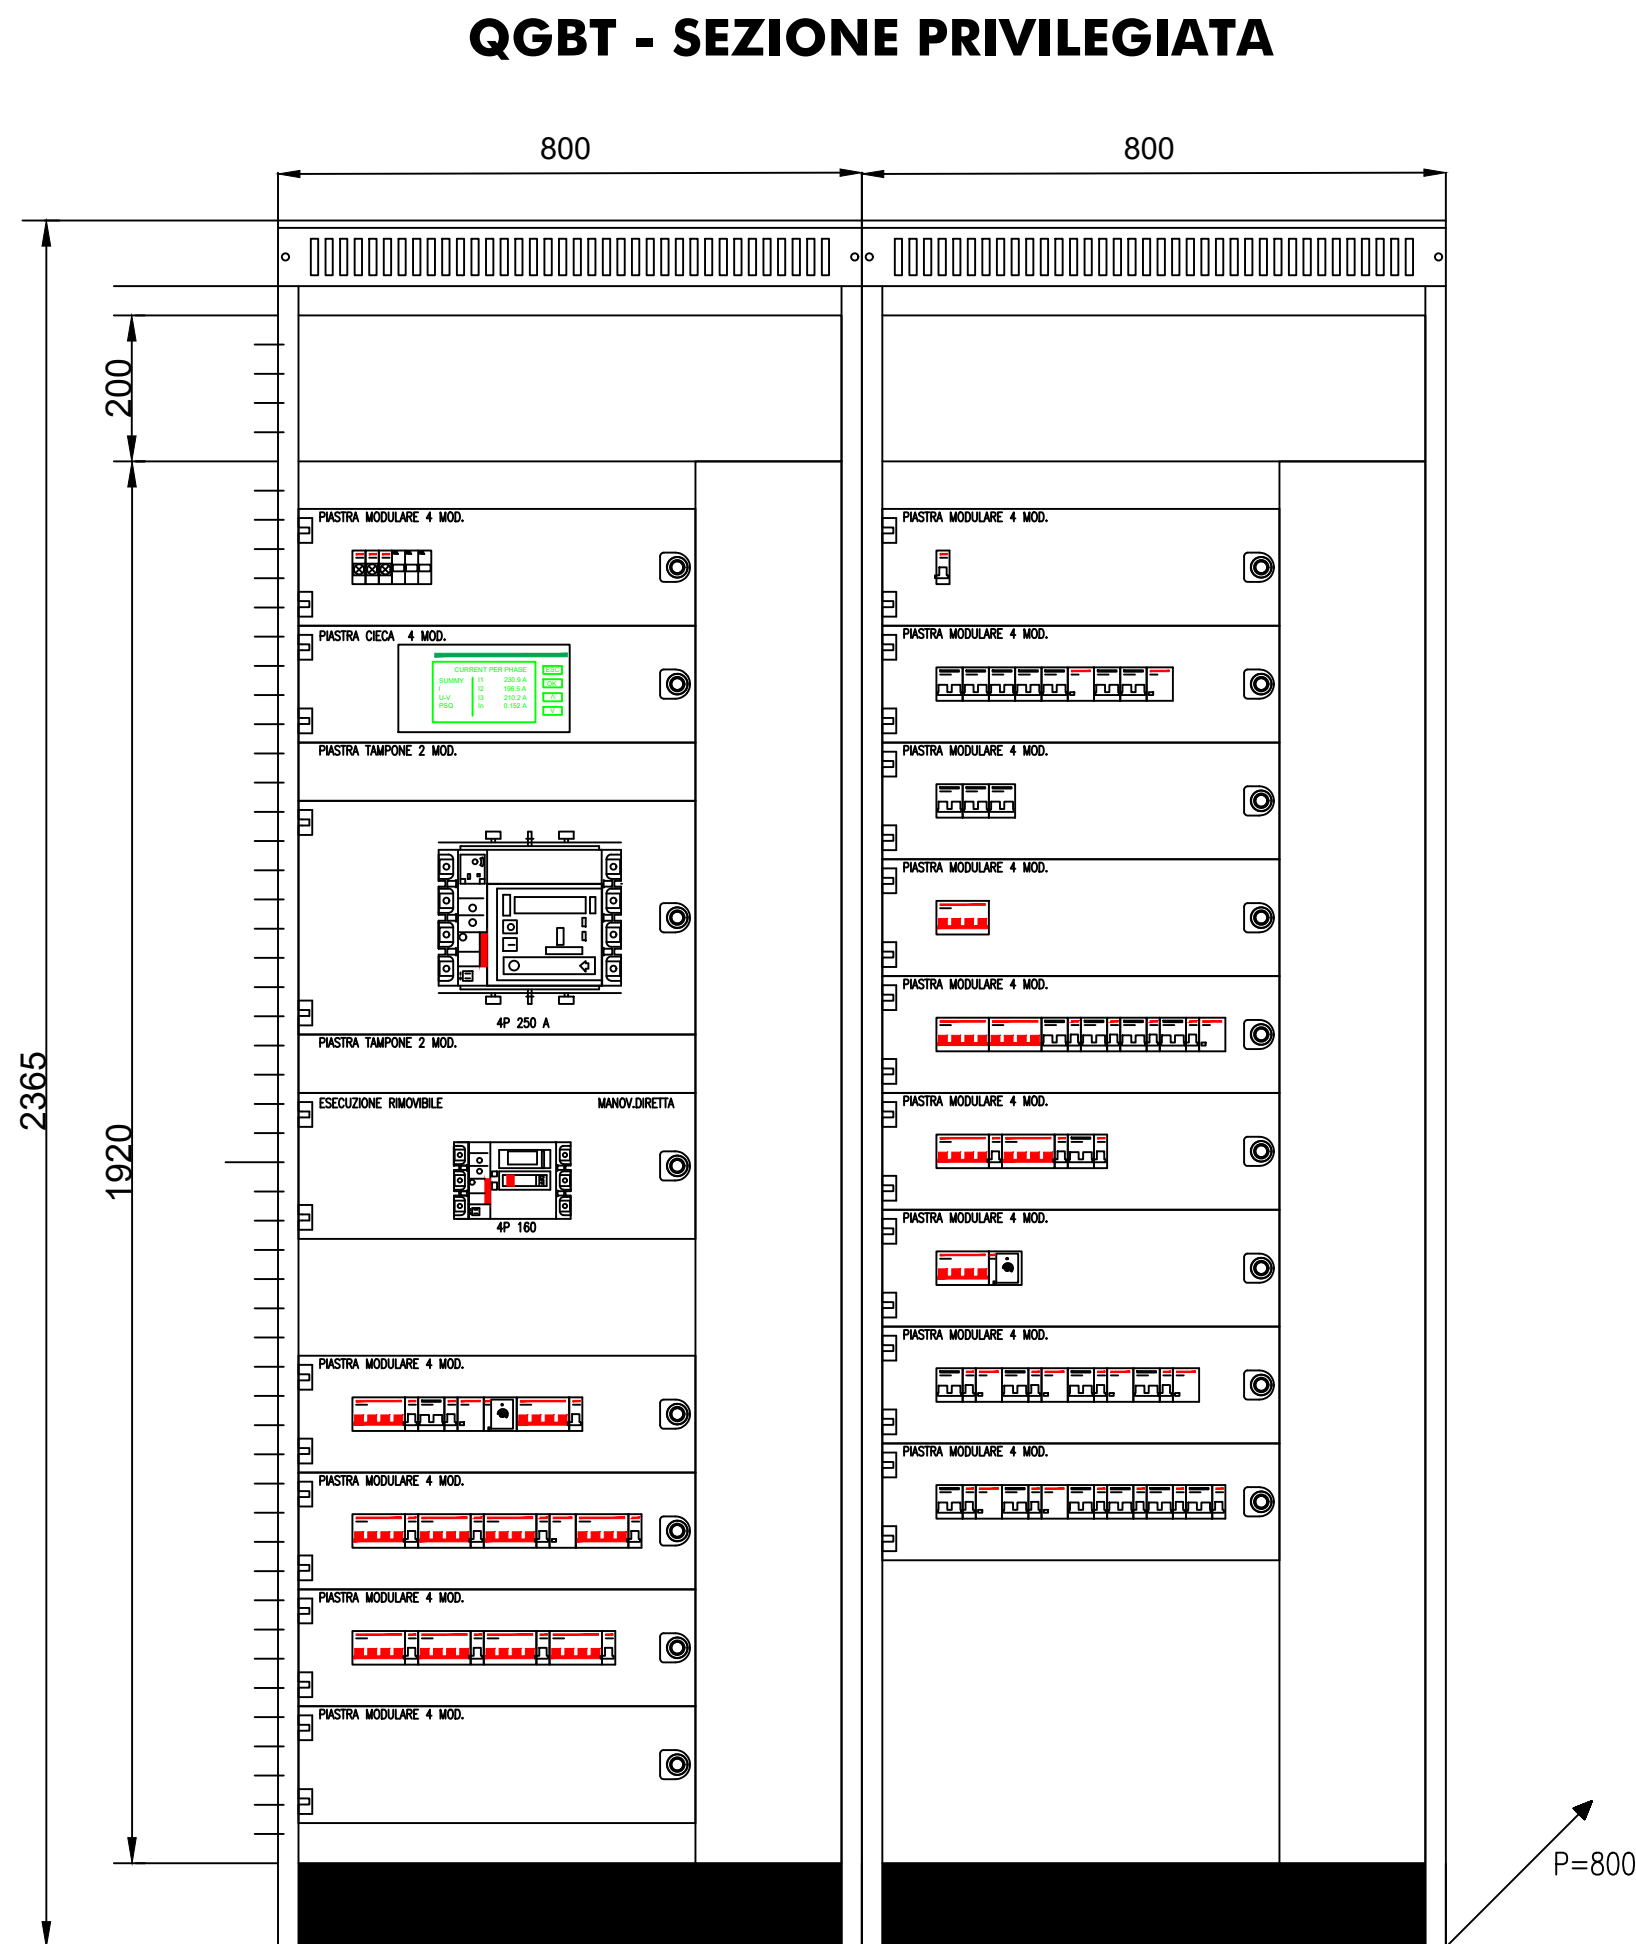 QGBT - SEZIONE PRIVILEGIATA
800
800
200
2365
1920
PIASTRA MODULARE 4 MOD.
PIASTRA CIECA 4 MOD.
CURRENT PER PHASE
ESC
SUMMY I1 230.9 A
OK
I I2 196.5 A
U-V I3 210.2 A
PSQ In 0.152 A
PIASTRA TAMPONE 2 MOD.
4P 250 A
PIASTRA TAMPONE 2 MOD.
ESECUZIONE RIMOVIBILE MANOV.DIRETTA
4P 160
PIASTRA MODULARE 4 MOD.
PIASTRA MODULARE 4 MOD.
PIASTRA MODULARE 4 MOD.
PIASTRA MODULARE 4 MOD.
PIASTRA MODULARE 4 MOD.
PIASTRA MODULARE 4 MOD.
PIASTRA MODULARE 4 MOD.
PIASTRA MODULARE 4 MOD.
PIASTRA MODULARE 4 MOD.
PIASTRA MODULARE 4 MOD.
PIASTRA MODULARE 4 MOD.
PIASTRA MODULARE 4 MOD.
PIASTRA MODULARE 4 MOD.
P=800